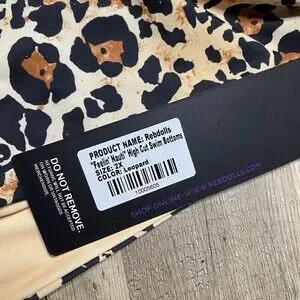 PRODUCT NAME: Rebdolls
"Feelin' Nauti" High Cut Swim Bottoms
SIZE: 2X
COLOR: Leopard
10005605
DO NOT REMOVE.
SHOP ONLINE: WWW.REBDOLLS.COM